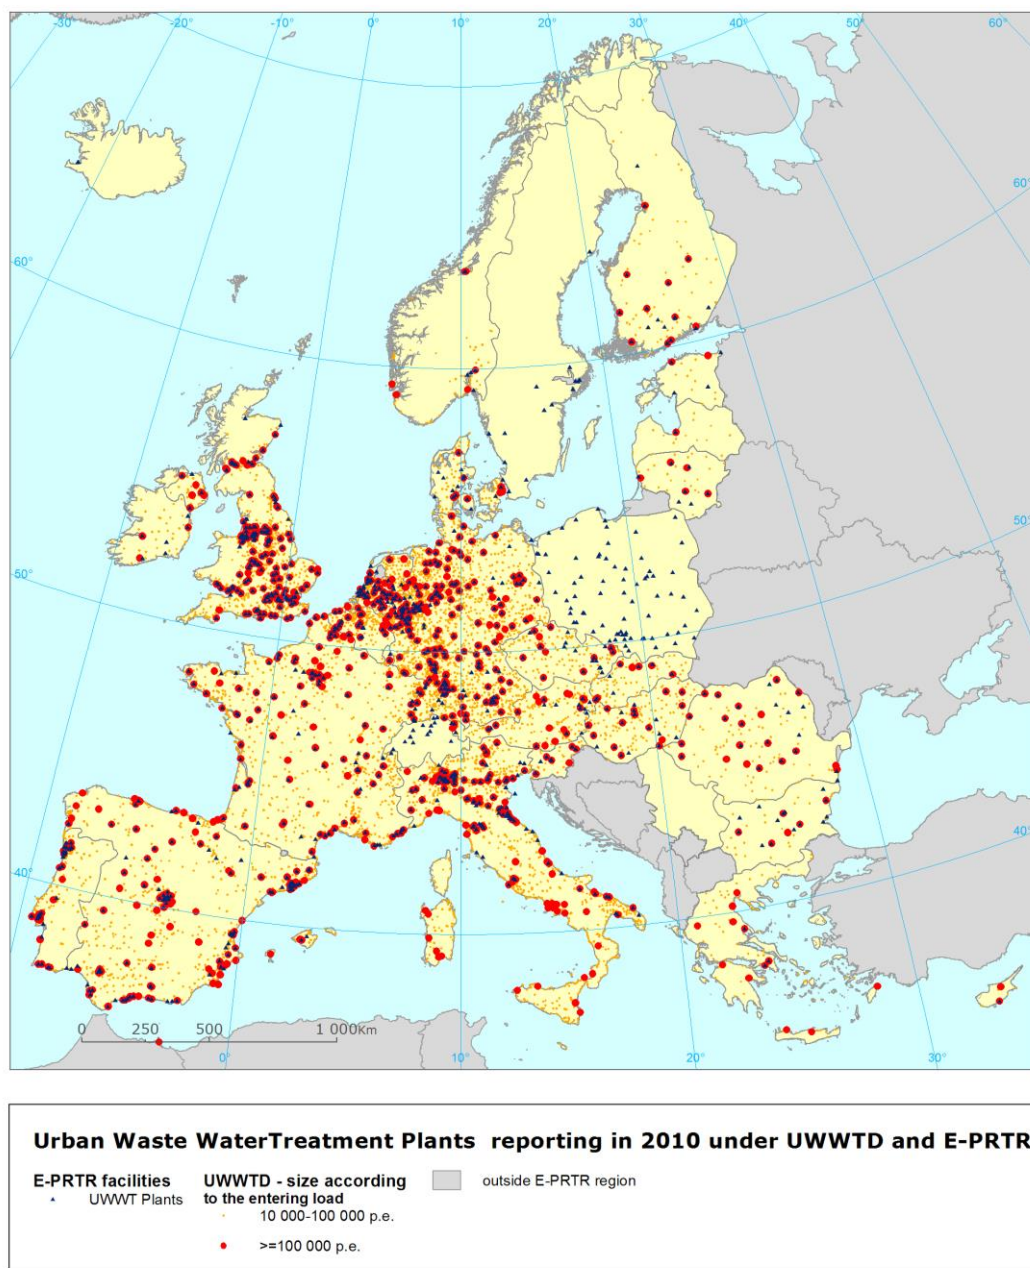 -30° -20° -10° 0° 10° 20° 30° 40° 50° 60°
60°
60°
50°
50°
40°
40°
0 250 500 1 000Km
0° 10° 20° 30°
Urban Waste WaterTreatment Plants reporting in 2010 under UWWTD and E-PRTR
E-PRTR facilities UWWTD - size according outside E-PRTR region
UWWT Plants to the entering load
10 000-100 000 p.e.
>=100 000 p.e.